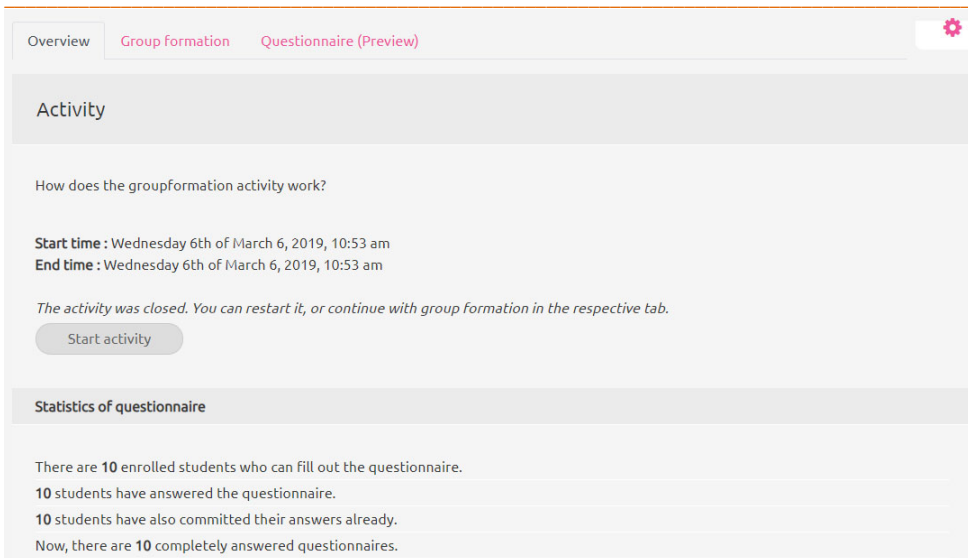 Overview Group formation Questionnaire (Preview)
Activity
How does the groupformation activity work?
Start time : Wednesday 6th of March 6, 2019, 10:53 am
End time : Wednesday 6th of March 6, 2019, 10:53 am
The activity was closed. You can restart it, or continue with group formation in the respective tab.
Start activity
Statistics of questionnaire
There are 10 enrolled students who can fill out the questionnaire.
10 students have answered the questionnaire.
10 students have also committed their answers already.
Now, there are 10 completely answered questionnaires.